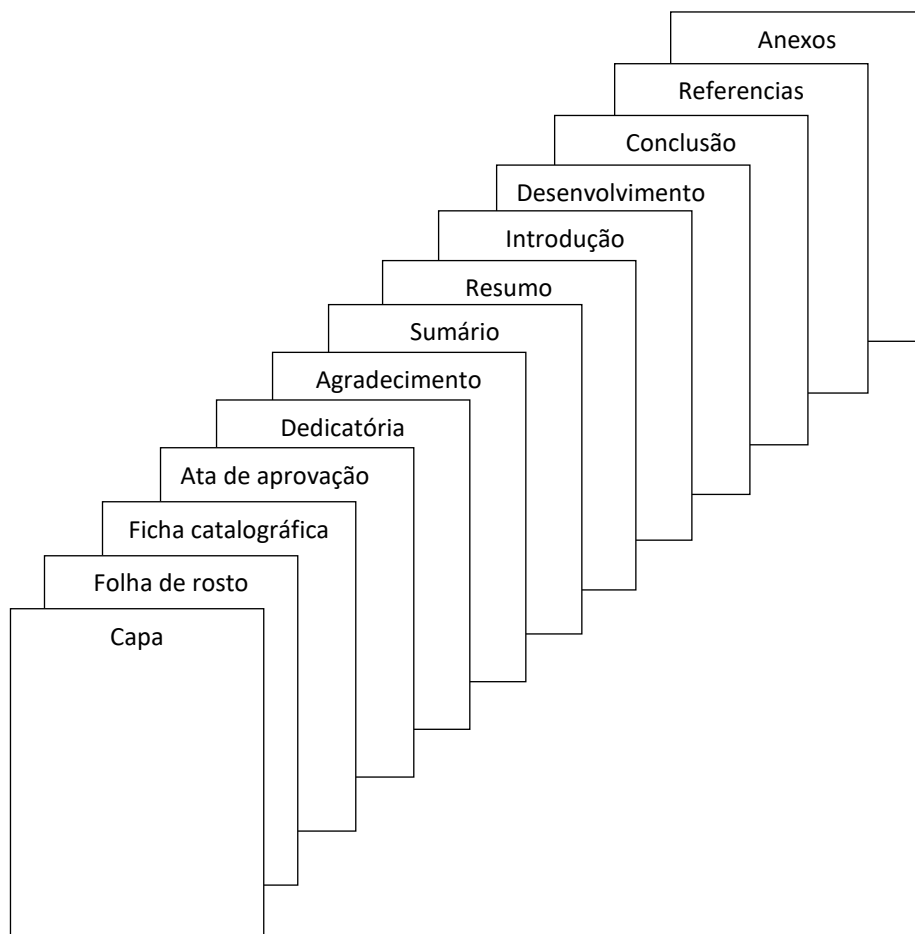 Anexos
Referencias
Conclusão
Desenvolvimento
Introdução
Resumo
Sumário
Agradecimento
Dedicatória
Ata de aprovação
Ficha catalográfica
Folha de rosto
Capa